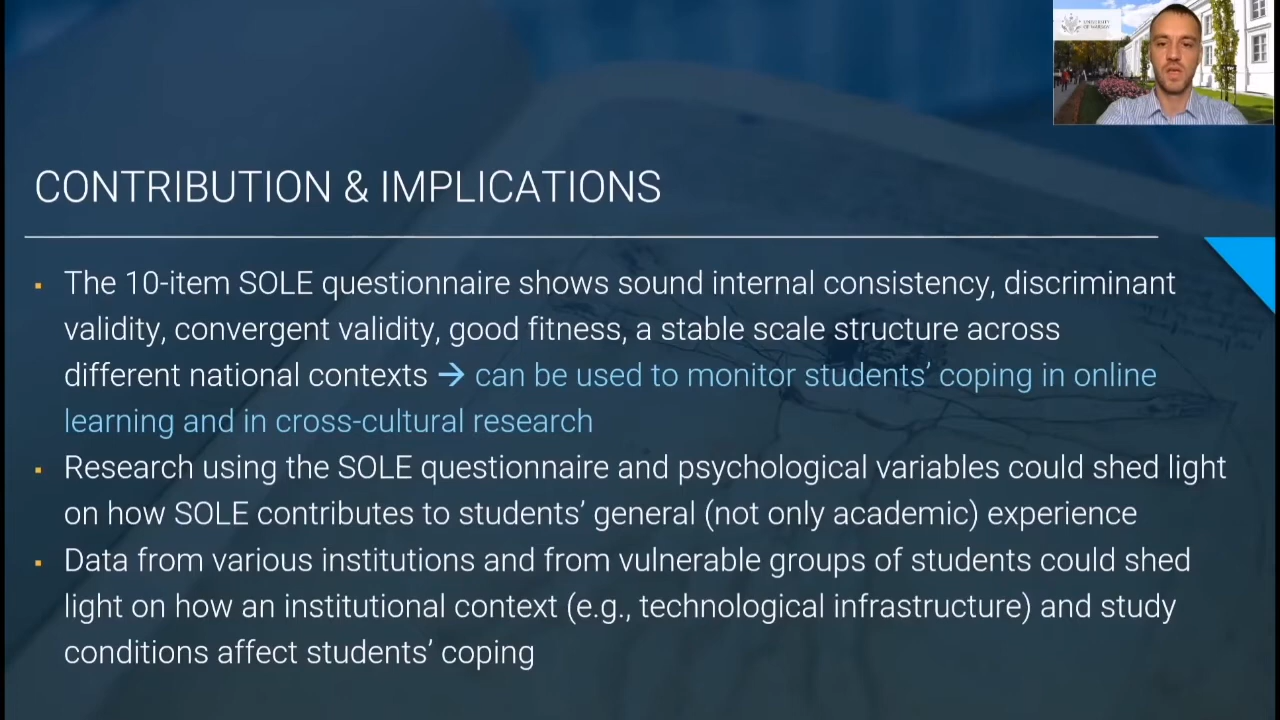 UNIVERSITY
OF WARSAW
CONTRIBUTION & IMPLICATIONS
▪ The 10-item SOLE questionnaire shows sound internal consistency, discriminant
validity, convergent validity, good fitness, a stable scale structure across
different national contexts → can be used to monitor students’ coping in online
learning and in cross-cultural research
▪ Research using the SOLE questionnaire and psychological variables could shed light
on how SOLE contributes to students’ general (not only academic) experience
▪ Data from various institutions and from vulnerable groups of students could shed
light on how an institutional context (e.g., technological infrastructure) and study
conditions affect students’ coping